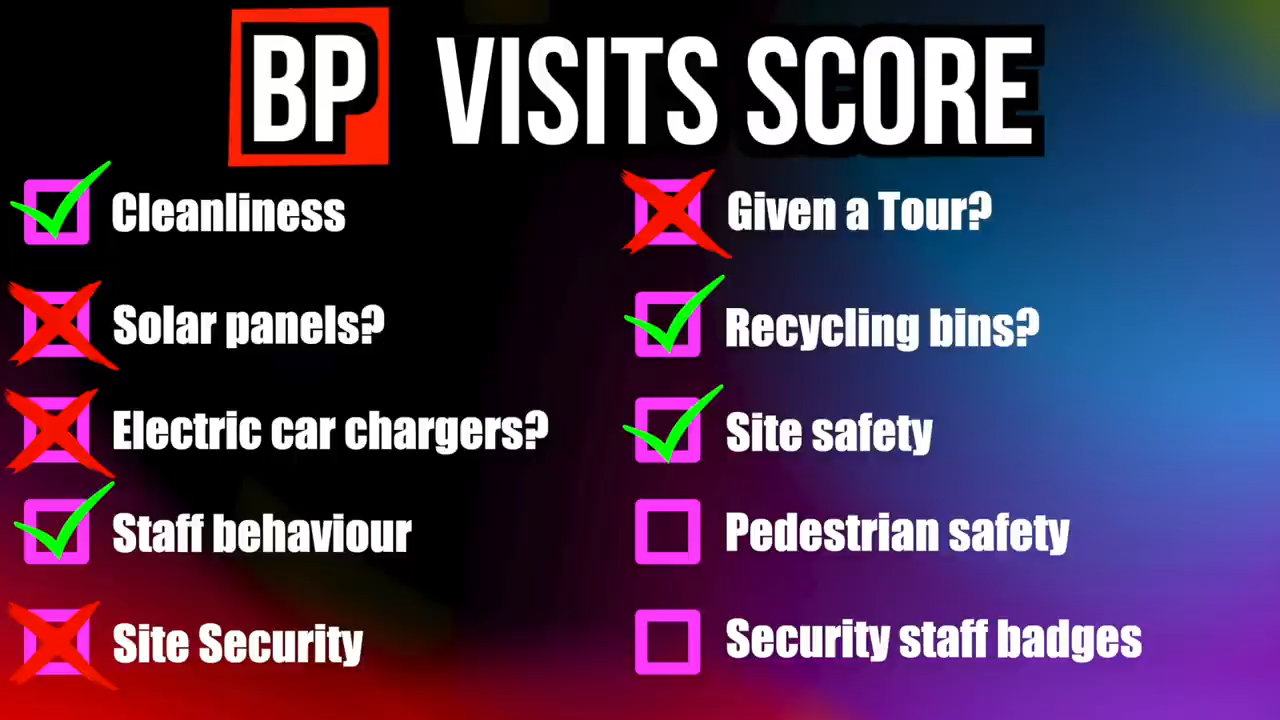 BP VISITS SCORE
Cleanliness
Solar panels?
Electric car chargers?
Staff behaviour
Site Security
Given a Tour?
Recycling bins?
Site safety
Pedestrian safety
Security staff badges